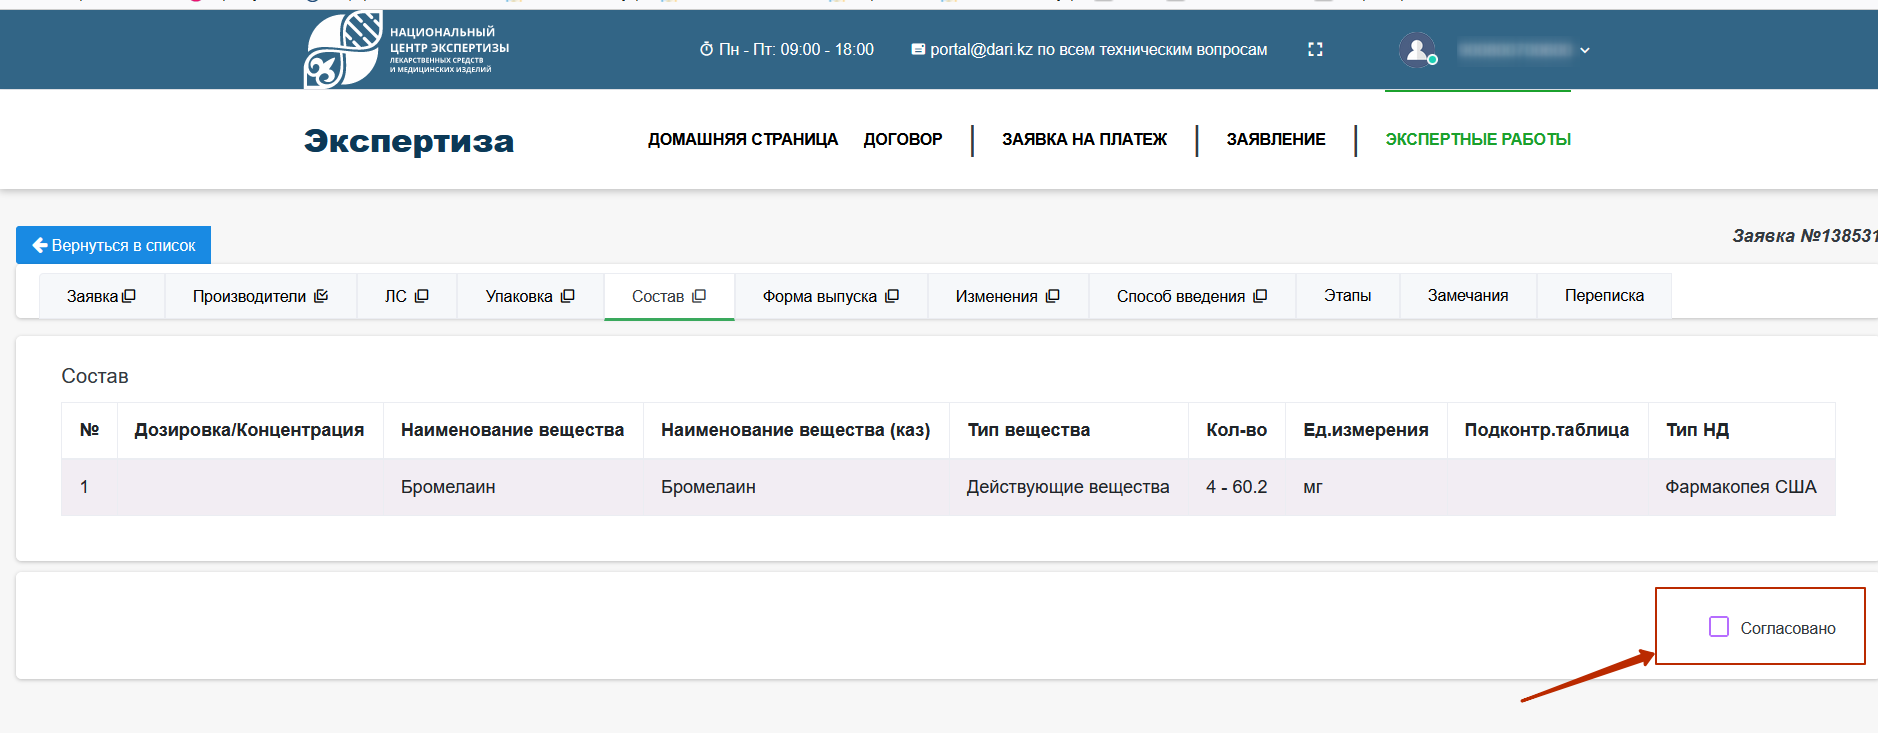 НАЦИОНАЛЬНЫЙ
ЦЕНТР ЭКСПЕРТИЗЫ
ЛЕКАРСТВЕННЫХ СРЕДСТВ
И МЕДИЦИНСКИХ ИЗДЕЛИЙ
Пн - Пт: 09:00 - 18:00
portal@dari.kz по всем техническим вопросам
Экспертиза
ДОМАШНЯЯ СТРАНИЦА ДОГОВОР ЗАЯВКА НА ПЛАТЕЖ ЗАЯВЛЕНИЕ ЭКСПЕРТНЫЕ РАБОТЫ
Вернуться в список
Заявка №138531
Заявка Производители ЛС Упаковка Состав Форма выпуска Изменения Способ введения Этапы Замечания Переписка
Состав
№ Дозировка/Концентрация Наименование вещества Наименование вещества (каз) Тип вещества Кол-во Ед.измерения Подконтр.таблица Тип НД
1 Бромелаин Бромелаин Действующие вещества 4 - 60.2 мг Фармакопея США
Согласовано